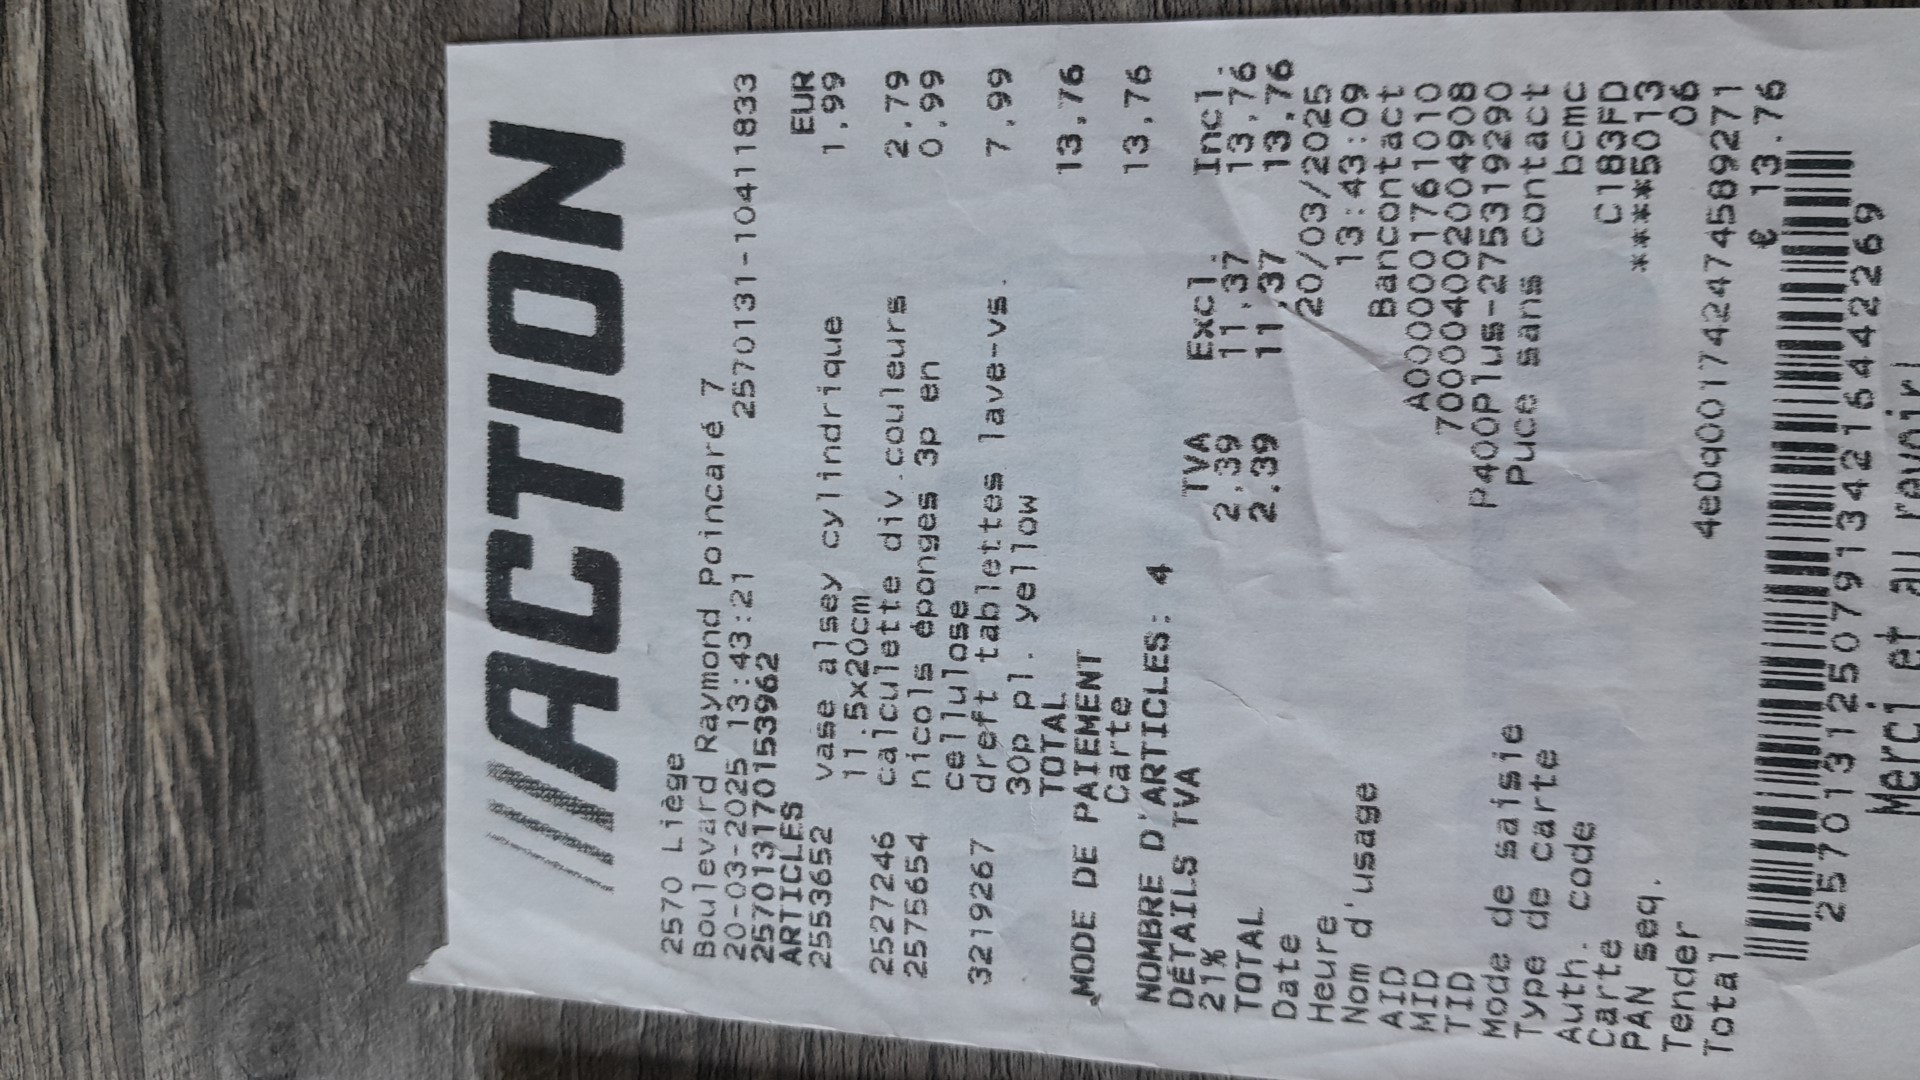 ACTION
2570 Liège
Boulevard Raymond Poincaré 7
20-03-2025 13:43:21 2570131-10411833
257013170153962
ARTICLES EUR
2553652 vase alsey cylindrique 1,99
11.5x20cm
2527246 calculette div.couleurs 2,79
2575654 nicols éponges 3p en 0,99
cellulose
3219267 dreft tablettes lave-vs. 7,99
30p pl. yellow
TOTAL 13,76
MODE DE PAIEMENT
Carte 13,76
NOMBRE D'ARTICLES: 4
DÉTAILS TVA TVA Excl. Incl.
21% 2.39 11,37 13,76
TOTAL 2.39 11,37 13,76
Date 20/03/2025
Heure 13:43:09
Nom d'usage Bancontact
AID A0000001761010
MID 700040020004908
TID P400Plus-275319290
Mode de saisie Puce sans contact
Type de carte bcmc
Auth. code C183FD
Carte ****5013
PAN seq. 06
Tender 4e0q001742474589271
Total € 13.76
25701312507913421644 2269
Merci et au revoir!